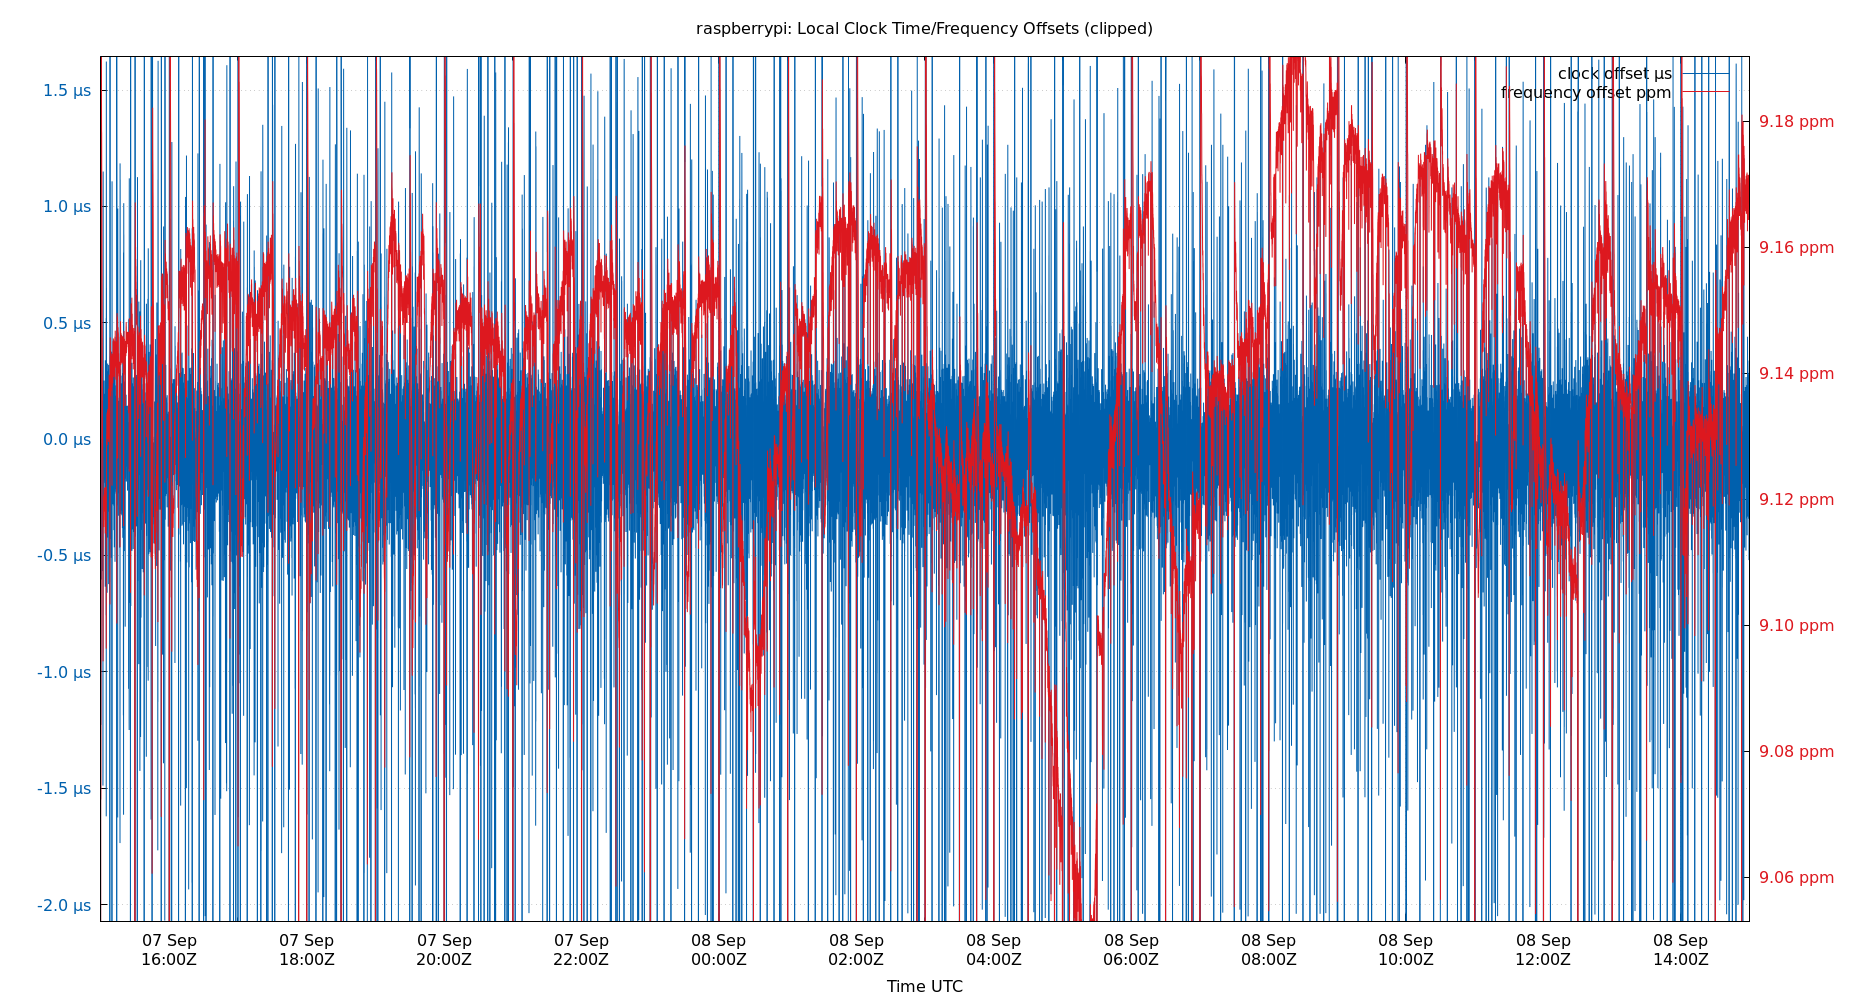 raspberrypi: Local Clock Time/Frequency Offsets (clipped)
clock offset µs
frequency offset ppm
1.5 µs
1.0 µs
0.5 µs
0.0 µs
-0.5 µs
-1.0 µs
-1.5 µs
-2.0 µs
9.18 ppm
9.16 ppm
9.14 ppm
9.12 ppm
9.10 ppm
9.08 ppm
9.06 ppm
07 Sep 07 Sep 07 Sep 07 Sep 08 Sep 08 Sep 08 Sep 08 Sep 08 Sep 08 Sep 08 Sep 08 Sep
16:00Z 18:00Z 20:00Z 22:00Z 00:00Z 02:00Z 04:00Z 06:00Z 08:00Z 10:00Z 12:00Z 14:00Z
Time UTC